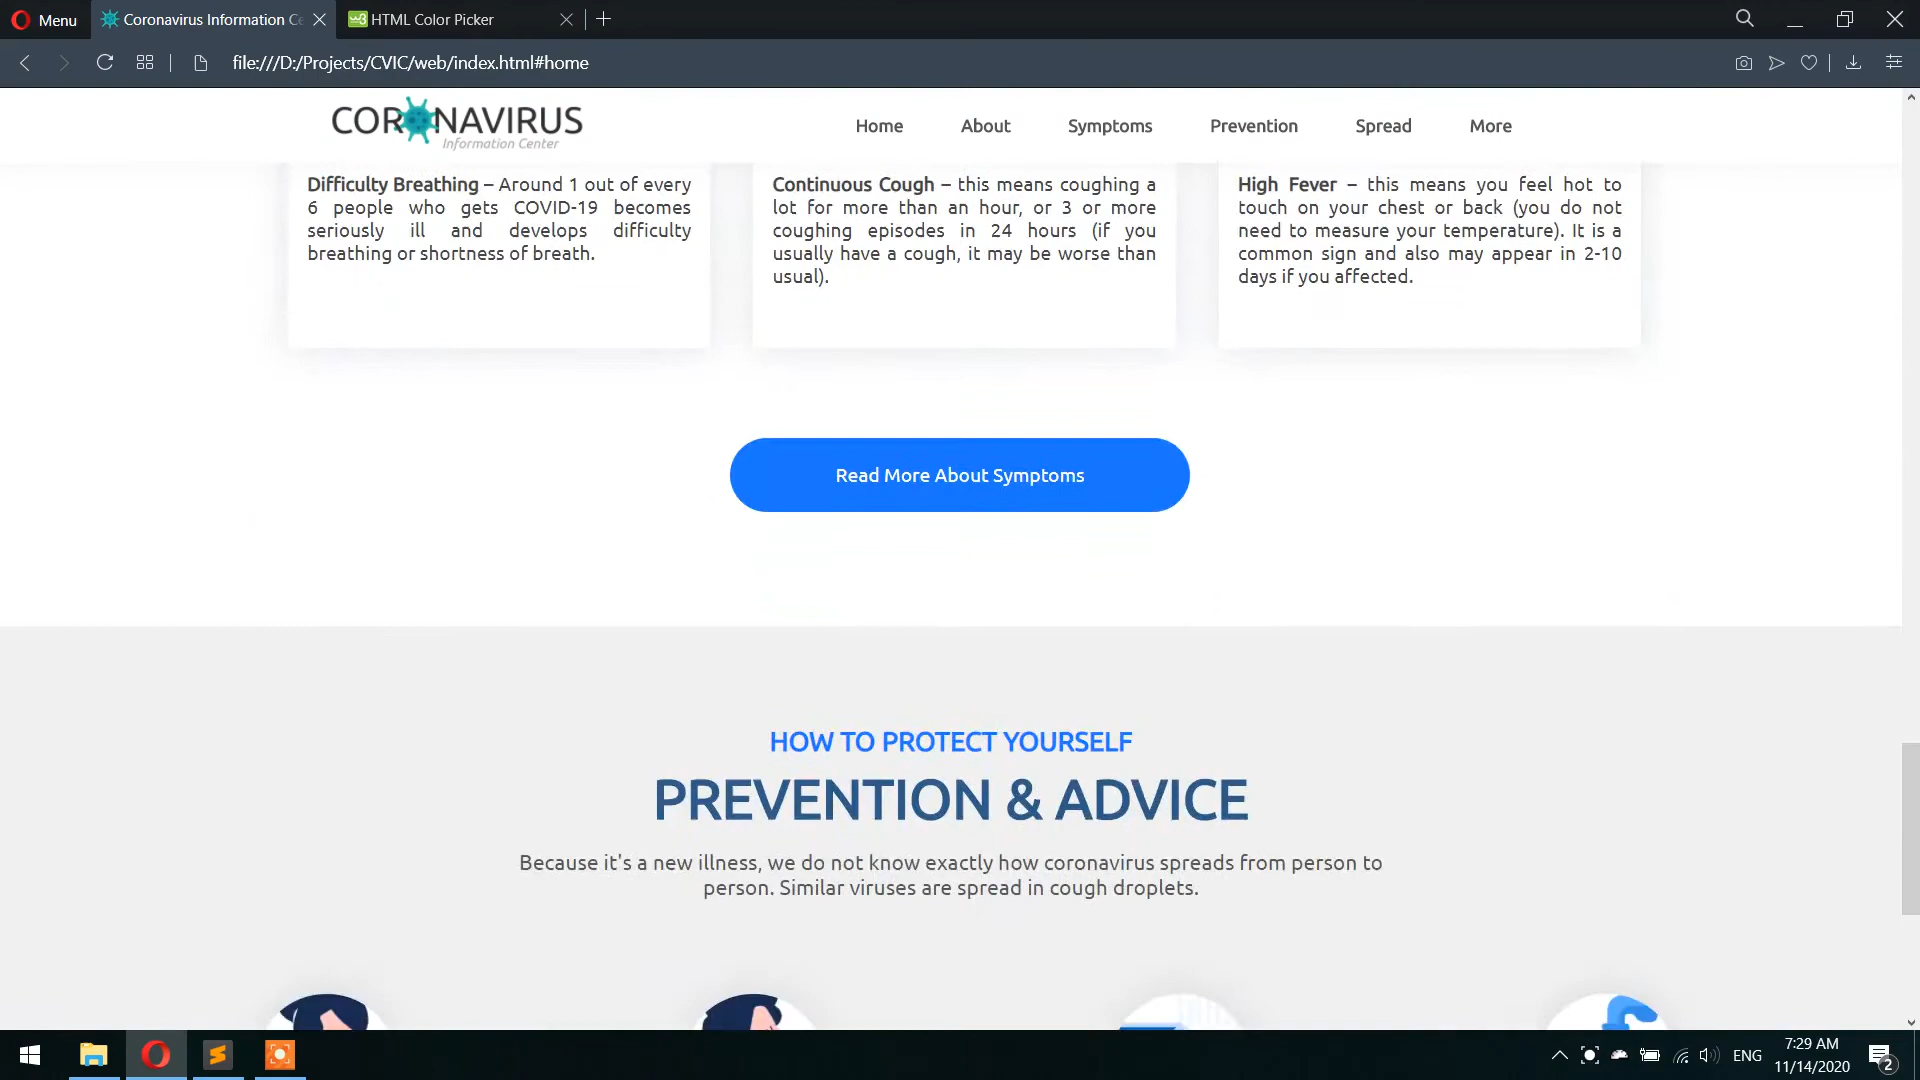 Menu
Coronavirus Information Ce
HTML Color Picker
file:///D:/Projects/CVIC/web/index.html#home
CORONAVIRUS
Information Center
Home
About
Symptoms
Prevention
Spread
More
Difficulty Breathing – Around 1 out of every
6 people who gets COVID-19 becomes
seriously ill and develops difficulty
breathing or shortness of breath.
Continuous Cough – this means coughing a
lot for more than an hour, or 3 or more
coughing episodes in 24 hours (if you
usually have a cough, it may be worse than
usual).
High Fever – this means you feel hot to
touch on your chest or back (you do not
need to measure your temperature). It is a
common sign and also may appear in 2-10
days if you affected.
Read More About Symptoms
HOW TO PROTECT YOURSELF
PREVENTION & ADVICE
Because it's a new illness, we do not know exactly how coronavirus spreads from person to
person. Similar viruses are spread in cough droplets.
ENG
7:29 AM
11/14/2020
2